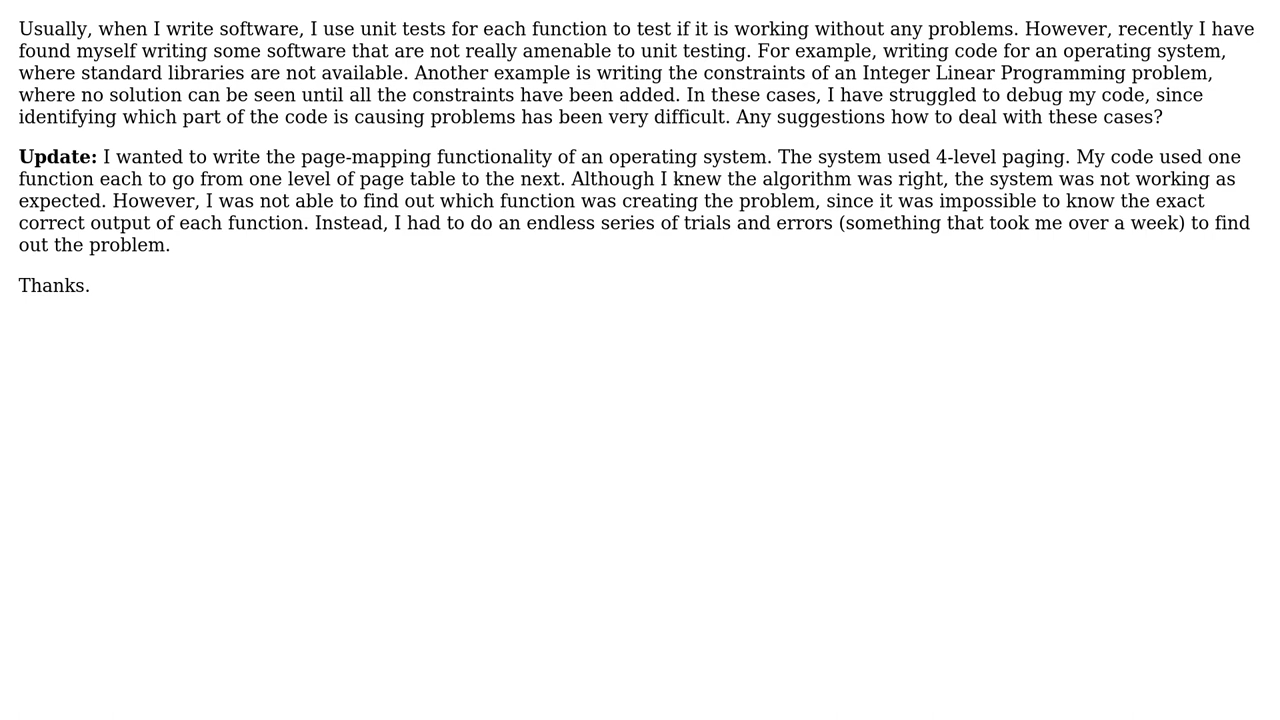 Usually, when I write software, I use unit tests for each function to test if it is working without any problems. However, recently I have
found myself writing some software that are not really amenable to unit testing. For example, writing code for an operating system,
where standard libraries are not available. Another example is writing the constraints of an Integer Linear Programming problem,
where no solution can be seen until all the constraints have been added. In these cases, I have struggled to debug my code, since
identifying which part of the code is causing problems has been very difficult. Any suggestions how to deal with these cases?
Update: I wanted to write the page-mapping functionality of an operating system. The system used 4-level paging. My code used one
function each to go from one level of page table to the next. Although I knew the algorithm was right, the system was not working as
expected. However, I was not able to find out which function was creating the problem, since it was impossible to know the exact
correct output of each function. Instead, I had to do an endless series of trials and errors (something that took me over a week) to find
out the problem.
Thanks.